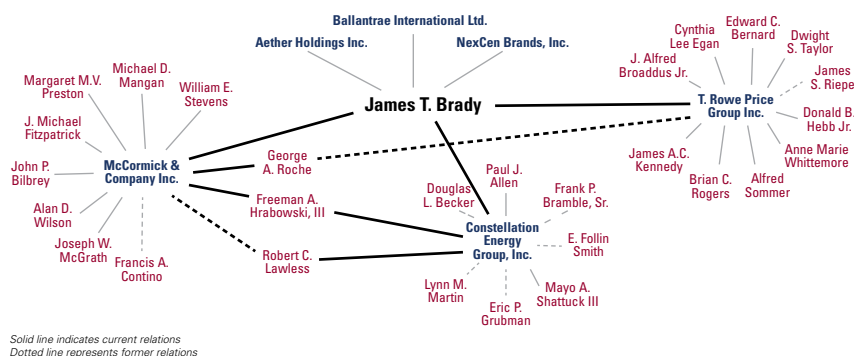 Ballantrae International Ltd.
Aether Holdings Inc.
NexCen Brands, Inc.
James T. Brady
Cynthia
Lee Egan
Edward C.
Bernard
Dwight
S. Taylor
J. Alfred
Broaddus Jr.
James
S. Riepe
T. Rowe Price
Group Inc.
Donald B.
Hebb Jr.
Anne Marie
Whittemore
James A.C.
Kennedy
Brian C.
Rogers
Alfred
Sommer
Margaret M.V.
Preston
Michael D.
Mangan
William E.
Stevens
J. Michael
Fitzpatrick
John P.
Bilbrey
McCormick &
Company Inc.
George
A. Roche
Alan D.
Wilson
Joseph W.
McGrath
Francis A.
Contino
Freeman A.
Hrabowski, III
Robert C.
Lawless
Douglas
L. Becker
Paul J.
Allen
Frank P.
Bramble, Sr.
Constellation
Energy
Group, Inc.
E. Follin
Smith
Lynn M.
Martin
Eric P.
Grubman
Mayo A.
Shattuck III
Solid line indicates current relations
Dotted line represents former relations